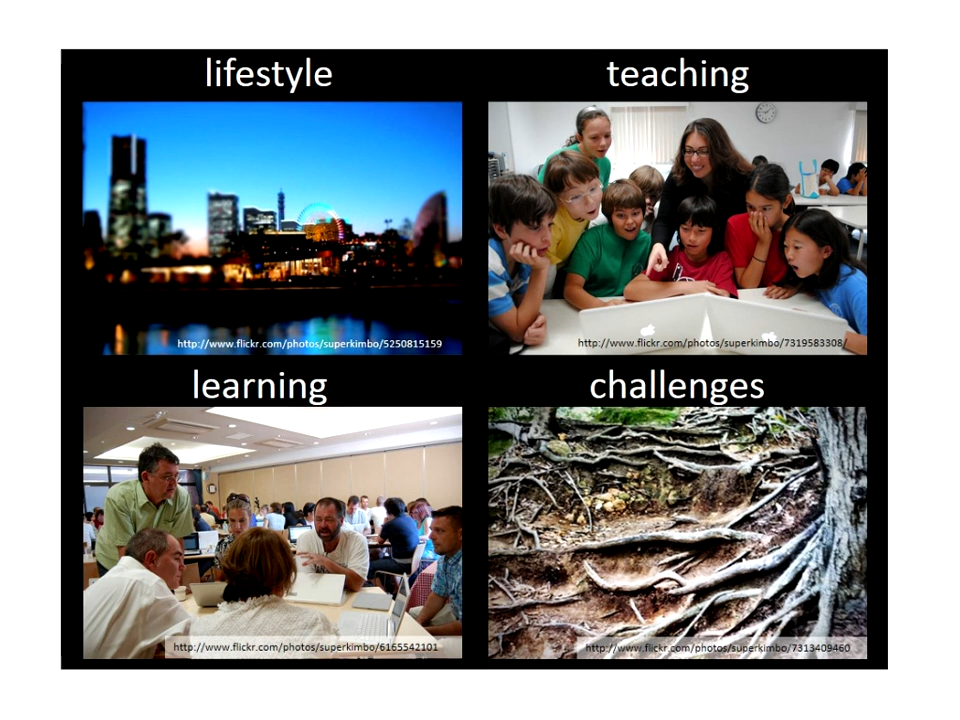 lifestyle
teaching
http://www.flickr.com/photos/superkimbo/5250815159
http://www.flickr.com/photos/superkimbo/7319583308/
learning
challenges
http://www.flickr.com/photos/superkimbo/6165542101
http://www.flickr.com/photos/superkimbo/7313409460